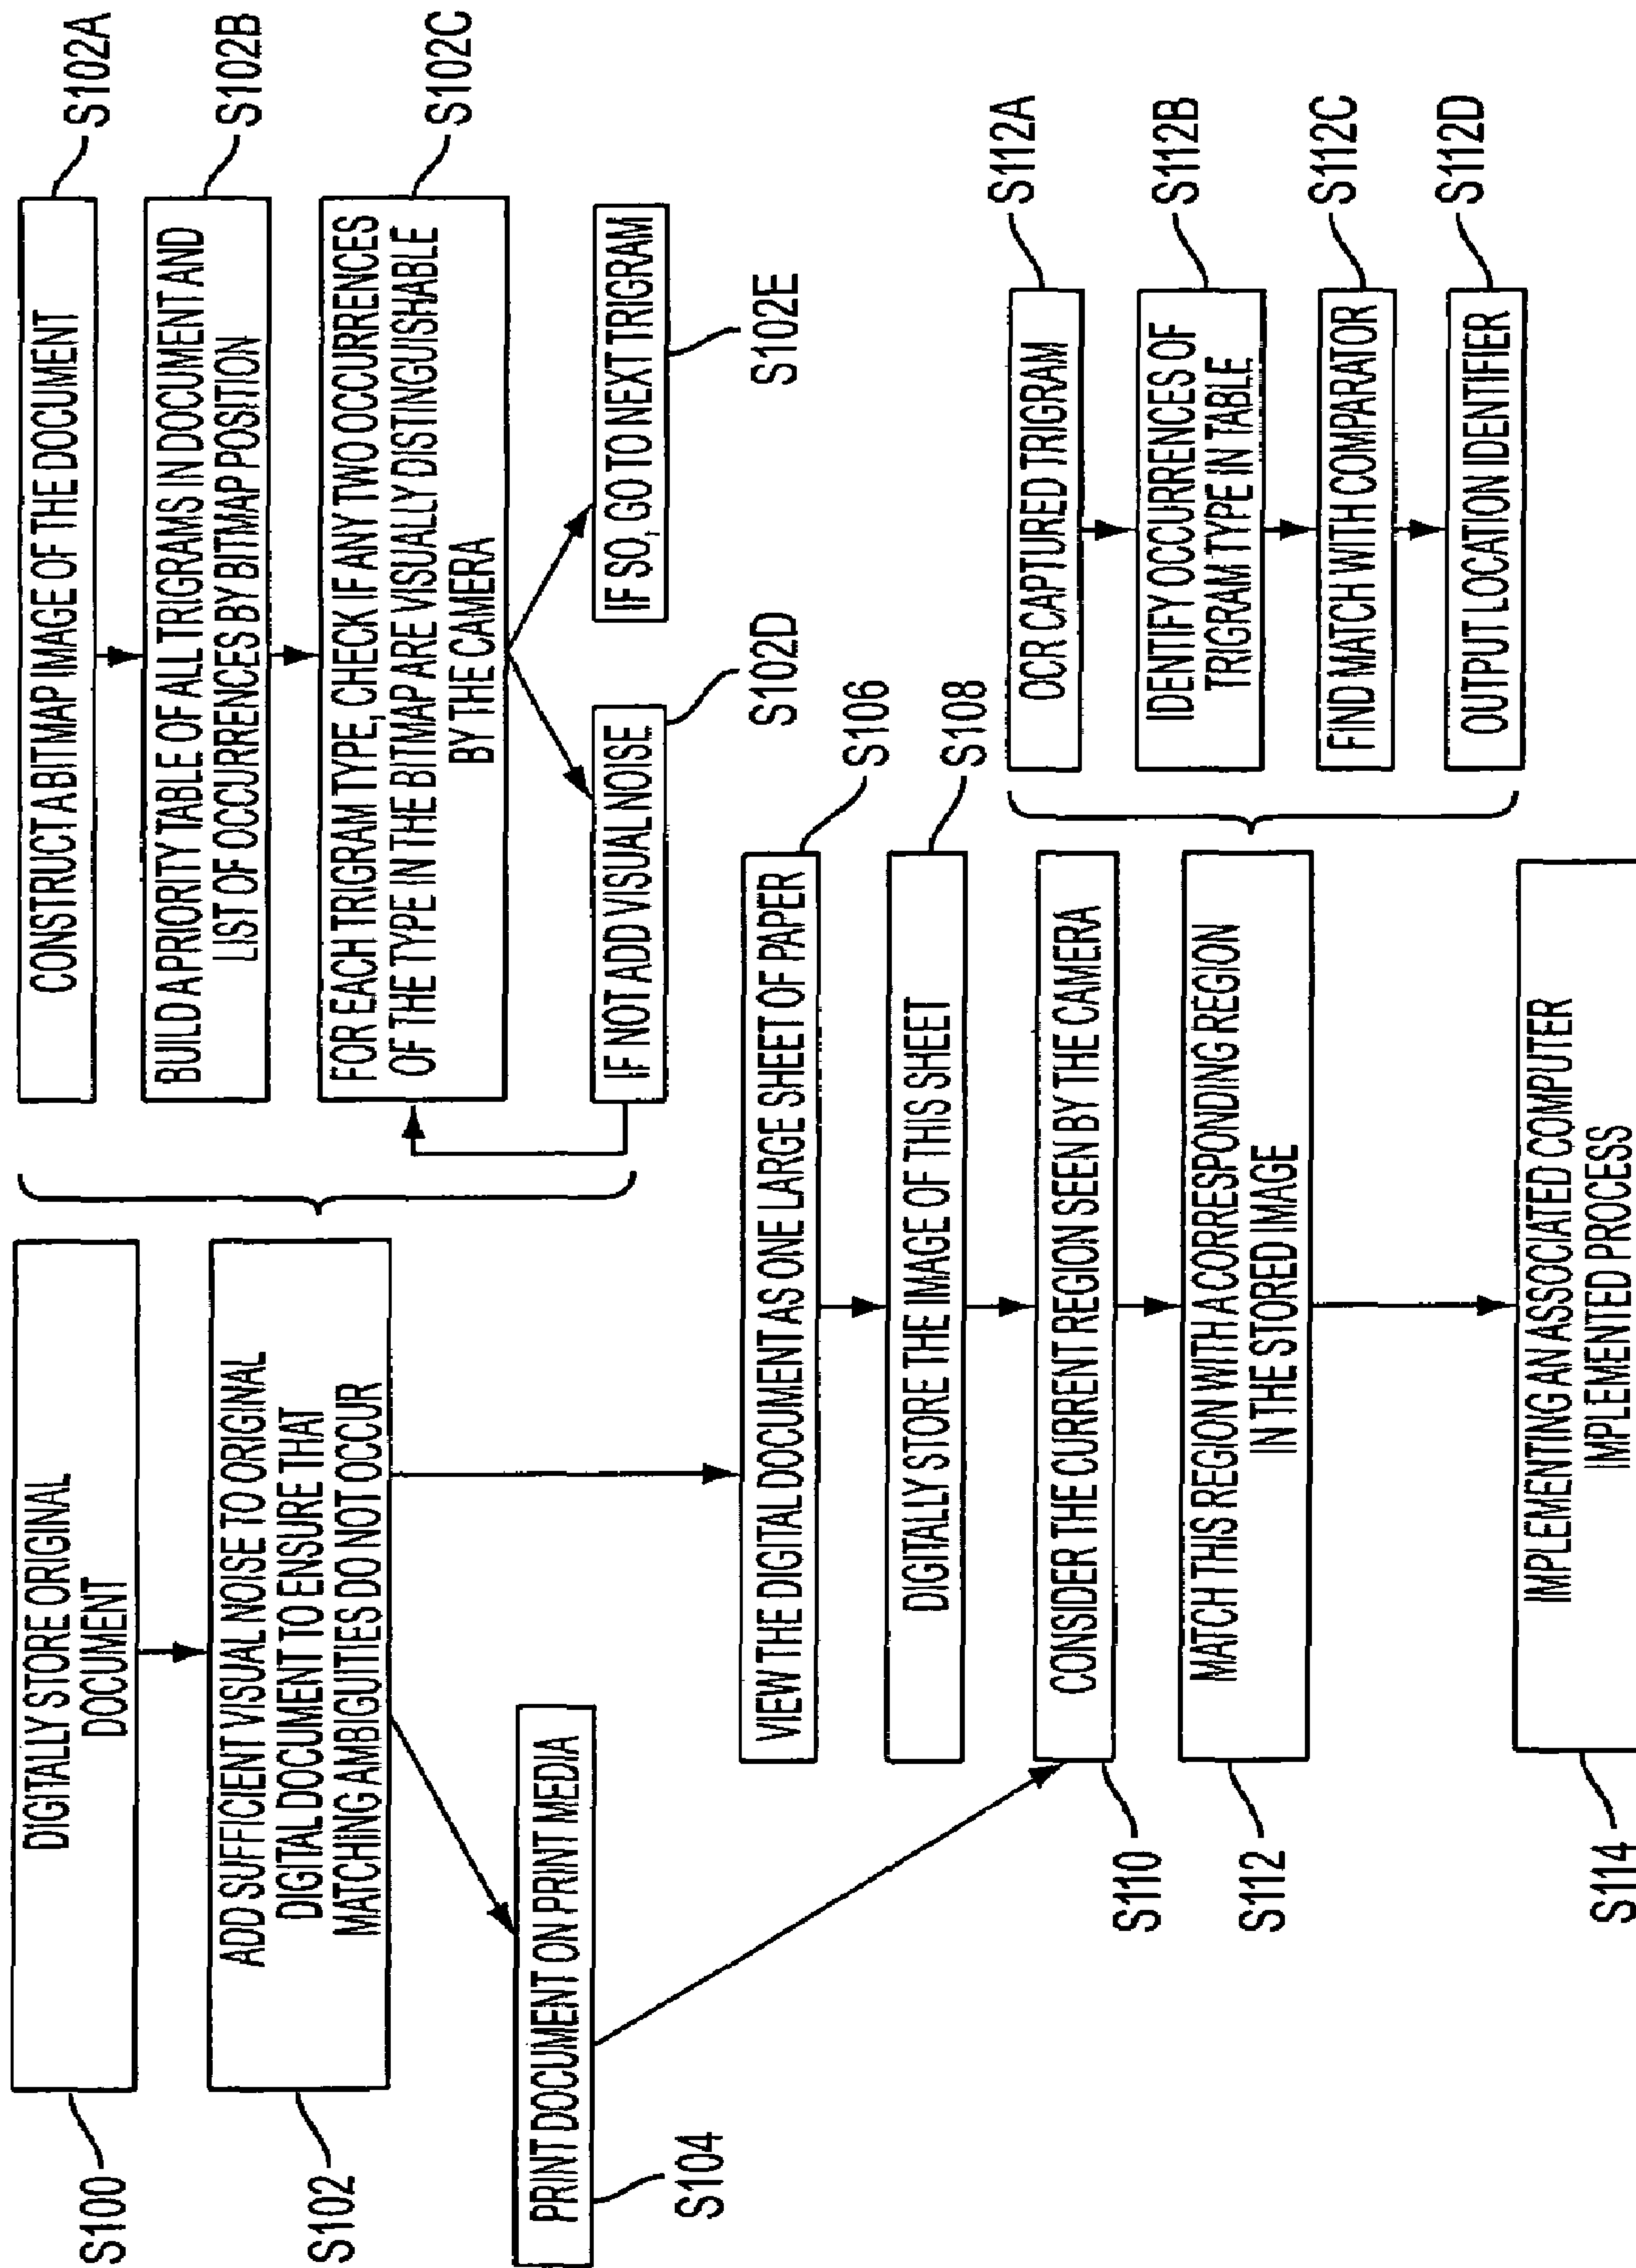 S100
DIGITALLY STORE ORIGINAL
DOCUMENT
S102
ADD SUFFICIENT VISUAL NOISE TO ORIGINAL
DIGITAL DOCUMENT TO ENSURE THAT
MATCHING AMBIGUITIES DO NOT OCCUR
CONSTRUCT A BITMAP IMAGE OF THE DOCUMENT
S102A
BUILD A PRIORITY TABLE OF ALL TRIGRAMS IN DOCUMENT AND
LIST OF OCCURRENCES BY BITMAP POSITION
S102B
FOR EACH TRIGRAM TYPE, CHECK IF ANY TWO OCCURRENCES
OF THE TYPE IN THE BITMAP ARE VISUALLY DISTINGUISHABLE
BY THE CAMERA
S102C
IF NOT ADD VISUAL NOISE
S102D
IF SO, GO TO NEXT TRIGRAM
S102E
PRINT DOCUMENT ON PRINT MEDIA
S104
VIEW THE DIGITAL DOCUMENT AS ONE LARGE SHEET OF PAPER
S106
DIGITALLY STORE THE IMAGE OF THIS SHEET
S108
CONSIDER THE CURRENT REGION SEEN BY THE CAMERA
S110
MATCH THIS REGION WITH A CORRESPONDING REGION
IN THE STORED IMAGE
S112
OCR CAPTURED TRIGRAM
S112A
IDENTIFY OCCURRENCES OF
TRIGRAM TYPE IN TABLE
S112B
FIND MATCH WITH COMPARATOR
S112C
OUTPUT LOCATION IDENTIFIER
S112D
IMPLEMENTING AN ASSOCIATED COMPUTER
IMPLEMENTED PROCESS
S114